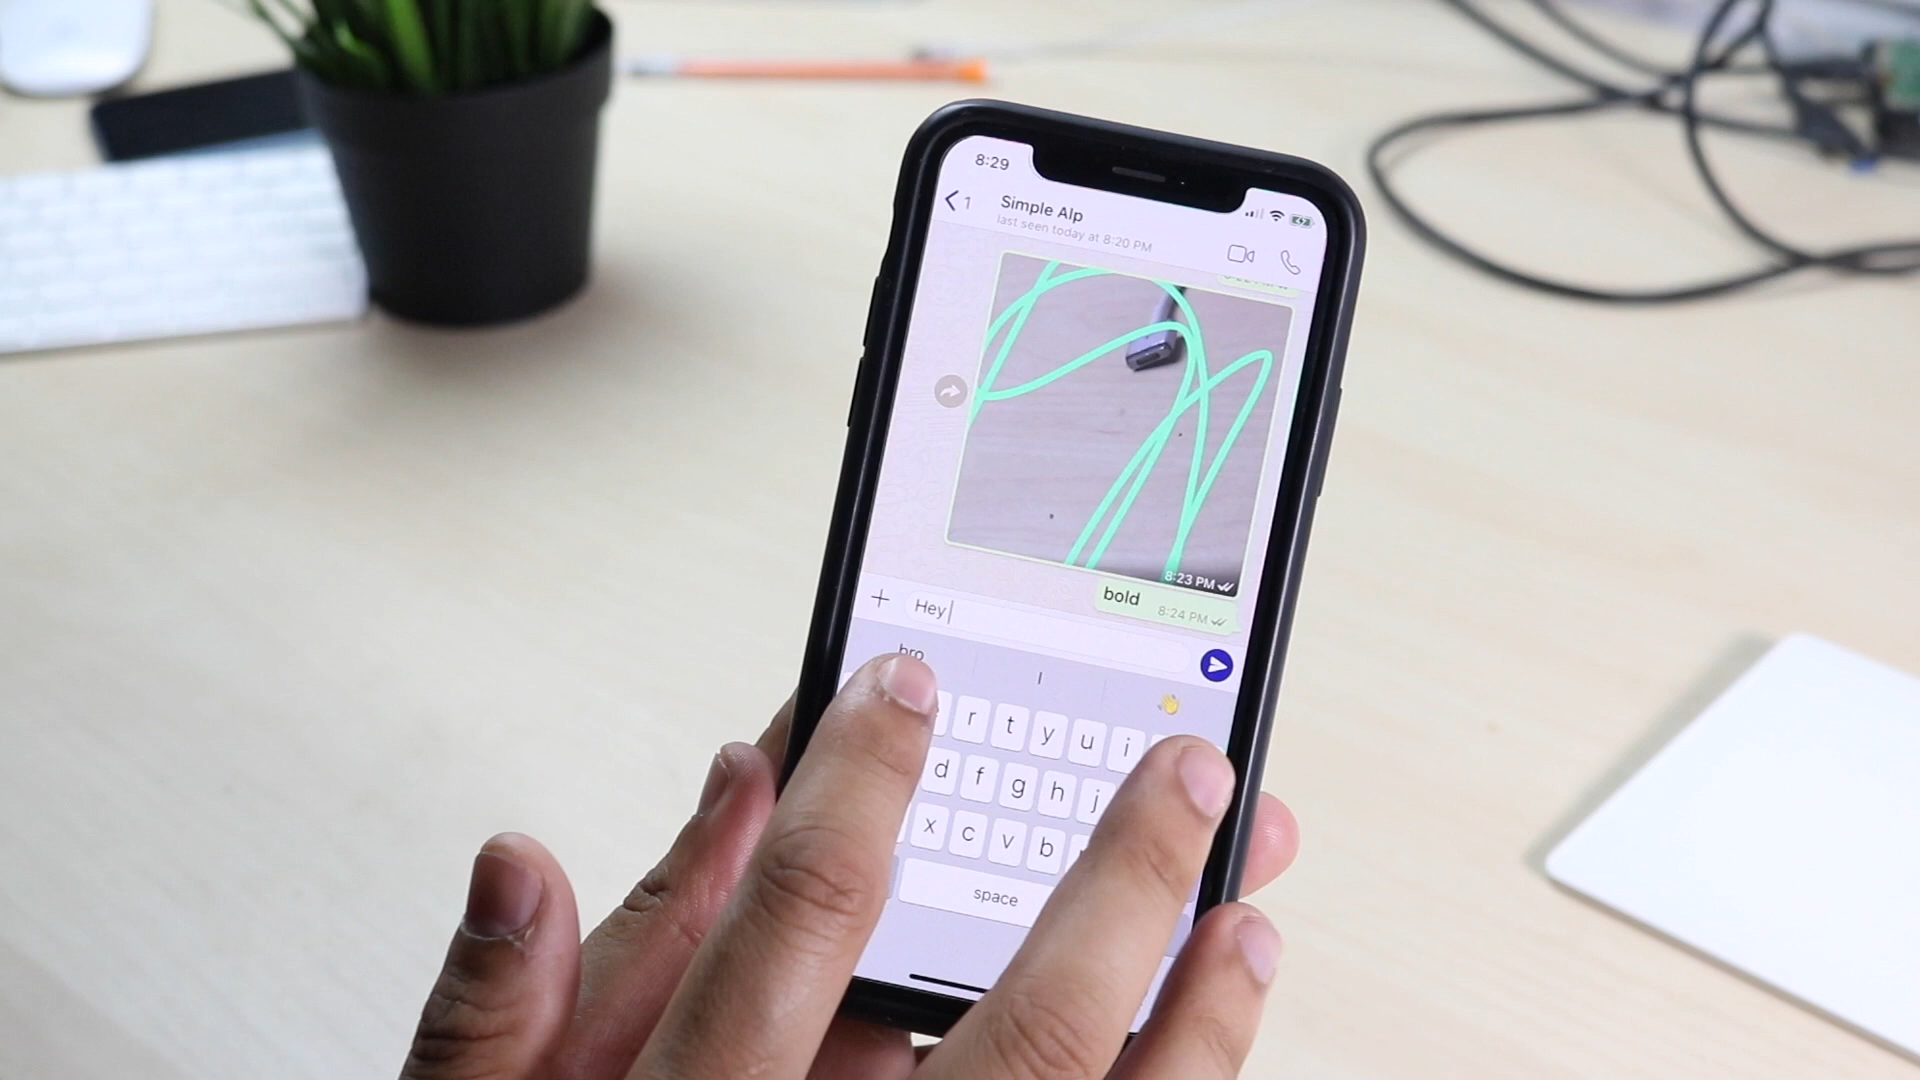 8:29
1
Simple Alp
last seen today at 8:20 PM
8:23 PM
bold
8:24 PM
Hey
bro
I
r t y u i
d f g h j
x c v b
space